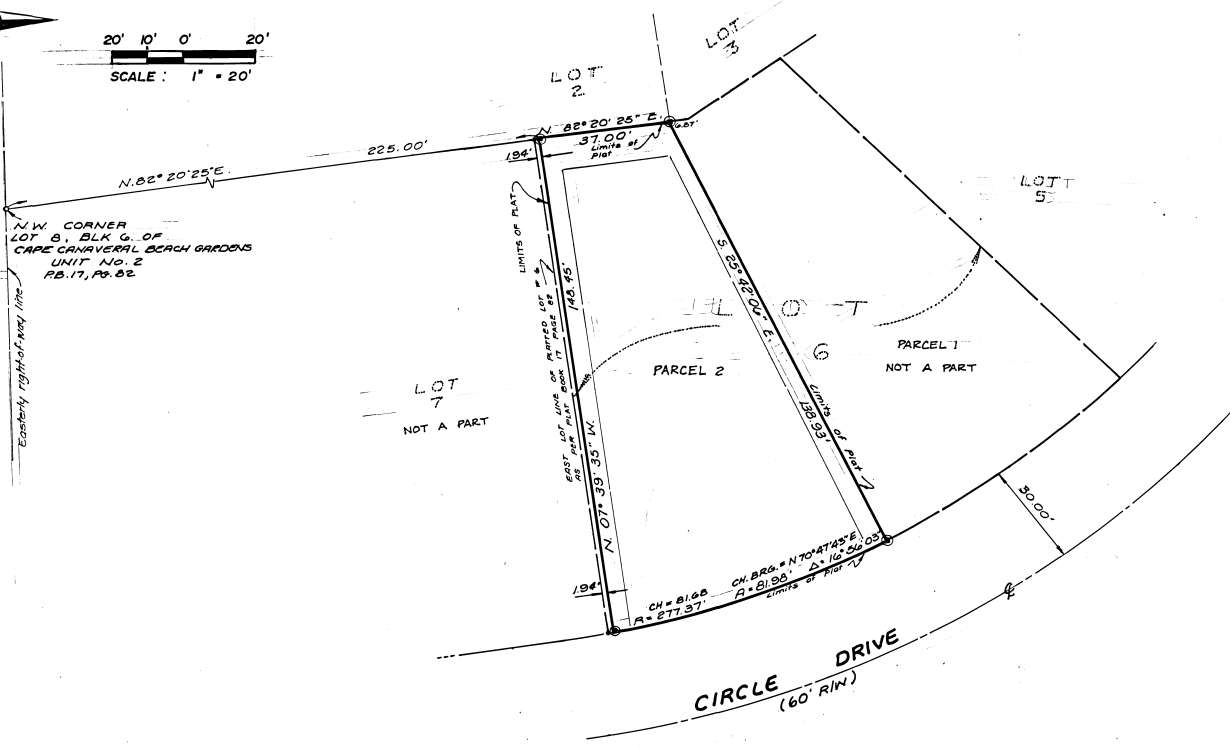 20' 10' 0' 20'
SCALE : 1" = 20'
LOT
2
LOT
3
N. 82° 20' 25" E.
37.00'
6.87'
Limits of
Plat
1.94'
225.00'
N.82° 20'25"E.
N.W. CORNER
LOT 8, BLK 6 OF
CAPE CANAVERAL BEACH GARDENS
UNIT No. 2
P.B.17, PG.82
Easterly right-of-way line
LIMITS OF PLAT
LOT
5
EAST LOT LINE OF PLATTED LOT # 6
AS PER PLAT BOOK 17 PAGE 82
148.45'
N. 07° 39' 35" W.
S. 25° 42' 06" E.
138.93'
Limits of Plat
LOT
6
PARCEL 1
NOT A PART
PARCEL 2
LOT
7
NOT A PART
30.00'
1.94'
CH = 81.68
R = 277.37'
CH. BRG. = N 70°47'43"E
A = 81.98' Δ = 16°56'03"
Limits of Plat
℄
CIRCLE DRIVE
(60' R/W)